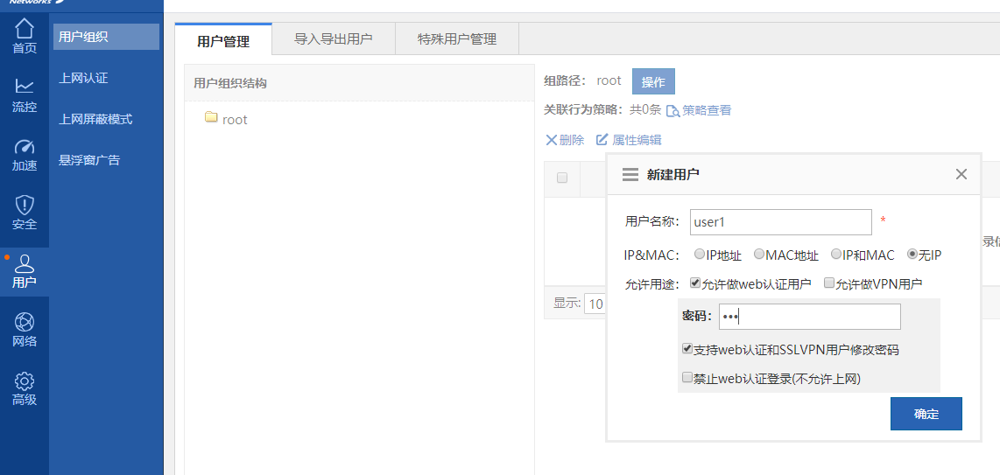 Networks
首页
流控
加速
安全
用户
网络
高级
用户组织
上网认证
上网屏蔽模式
悬浮窗广告
用户管理 导入导出用户 特殊用户管理
用户组织结构
root
组路径： root 操作
关联行为策略：共0条 策略查看
删除 属性编辑
录信
显示: 10
新建用户
用户名称： user1 *
IP&MAC： IP地址 MAC地址 IP和MAC 无IP
允许用途： 允许做web认证用户 允许做VPN用户
密码： •••
支持web认证和SSLVPN用户修改密码
禁止web认证登录(不允许上网)
确定